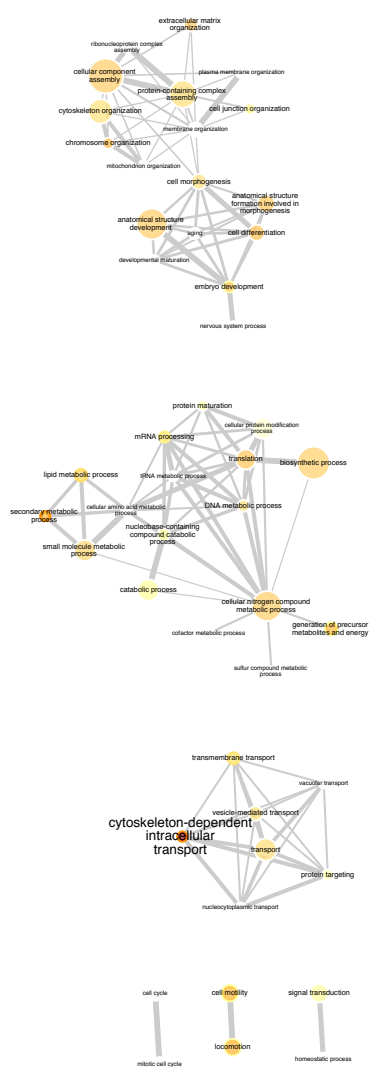 extracellular matrix
organization
ribonucleoprotein complex
assembly
cellular component
assembly
plasma membrane organization
protein-containing complex
assembly
cytoskeleton organization
cell junction organization
membrane organization
chromosome organization
mitochondrion organization
cell morphogenesis
anatomical structure
formation involved in
morphogenesis
anatomical structure
development
aging
cell differentiation
developmental maturation
embryo development
nervous system process
protein maturation
cellular protein modification
process
mRNA processing
translation
biosynthetic process
lipid metabolic process
tRNA metabolic process
cellular amino acid metabolic
process
DNA metabolic process
secondary metabolic
process
nucleobase-containing
compound catabolic
process
small molecule metabolic
process
catabolic process
cellular nitrogen compound
metabolic process
generation of precursor
metabolites and energy
cofactor metabolic process
sulfur compound metabolic
process
transmembrane transport
vacuolar transport
vesicle-mediated transport
cytoskeleton-dependent
intracellular
transport
transport
protein targeting
nucleocytoplasmic transport
cell cycle
cell motility
signal transduction
locomotion
homeostatic process
mitotic cell cycle